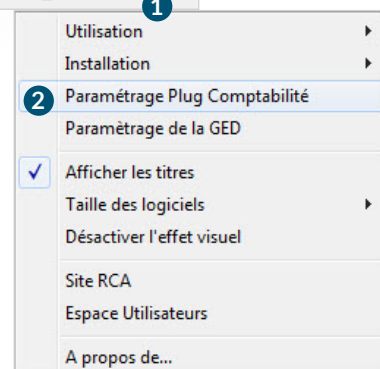 1
Utilisation
Installation
2 Paramétrage Plug Comptabilité
Paramètrage de la GED
Afficher les titres
Taille des logiciels
Désactiver l'effet visuel
Site RCA
Espace Utilisateurs
A propos de...